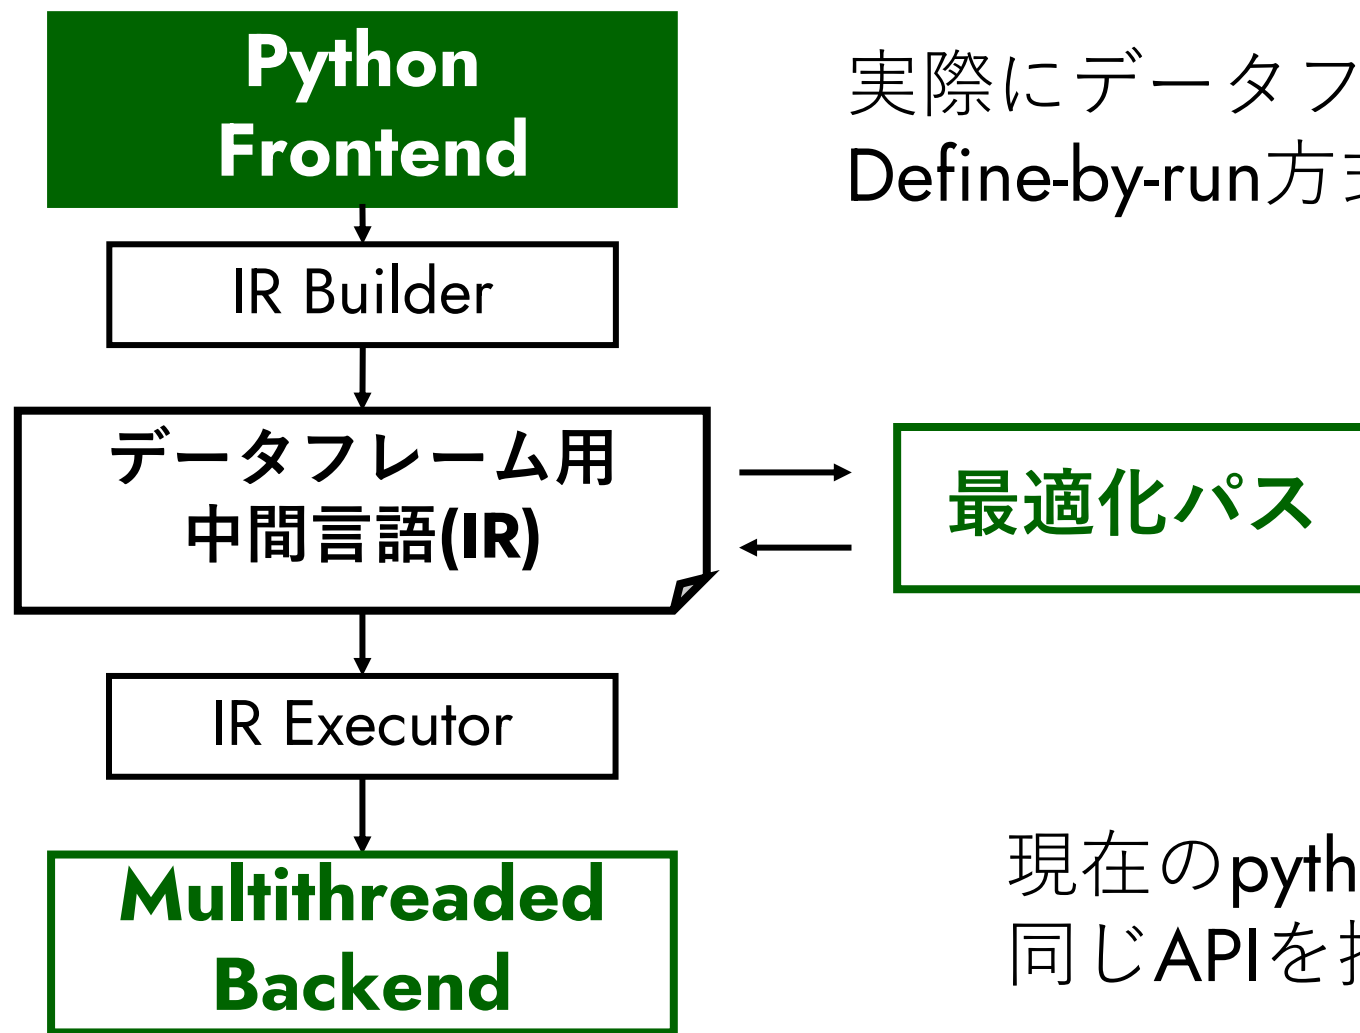 Python
Frontend
実際にデータフ
Define-by-run方式
IR Builder
データフレーム用
中間言語(IR)
最適化パス
IR Executor
Multithreaded
Backend
現在のpyth
同じAPIを